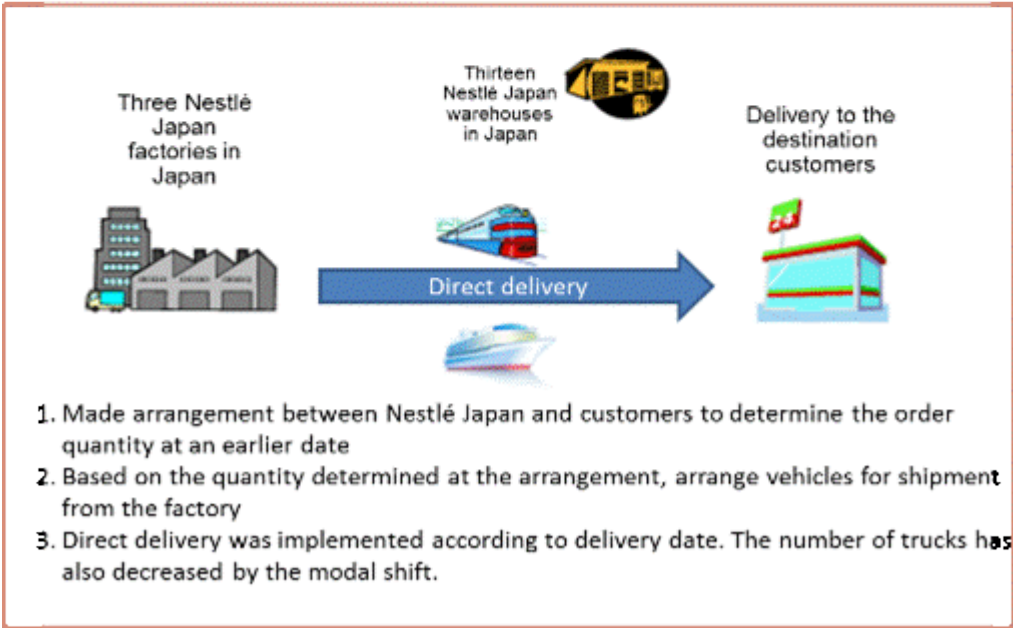 Three Nestlé
Japan
factories in
Japan
Thirteen
Nestlé Japan
warehouses
in Japan
Delivery to the
destination
customers
24
Direct delivery
1. Made arrangement between Nestlé Japan and customers to determine the order
quantity at an earlier date
2. Based on the quantity determined at the arrangement, arrange vehicles for shipment
from the factory
3. Direct delivery was implemented according to delivery date. The number of trucks has
also decreased by the modal shift.